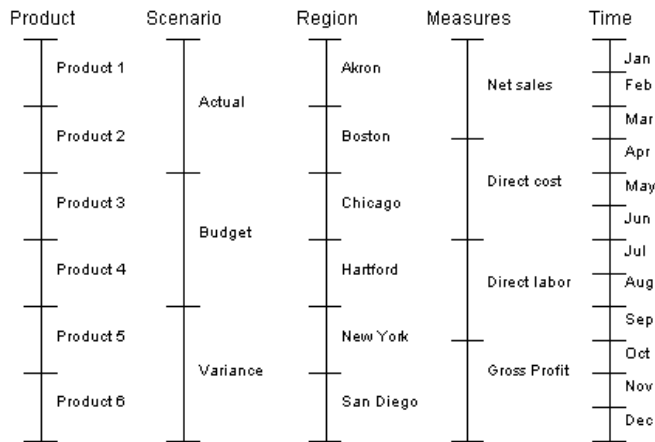 Product Scenario Region Measures Time
Product 1
Product 2
Product 3
Product 4
Product 5
Product 6
Actual
Budget
Variance
Akron
Boston
Chicago
Hartford
New York
San Diego
Net sales
Direct cost
Direct labor
Gross Profit
Jan
Feb
Mar
Apr
May
Jun
Jul
Aug
Sep
Oct
Nov
Dec